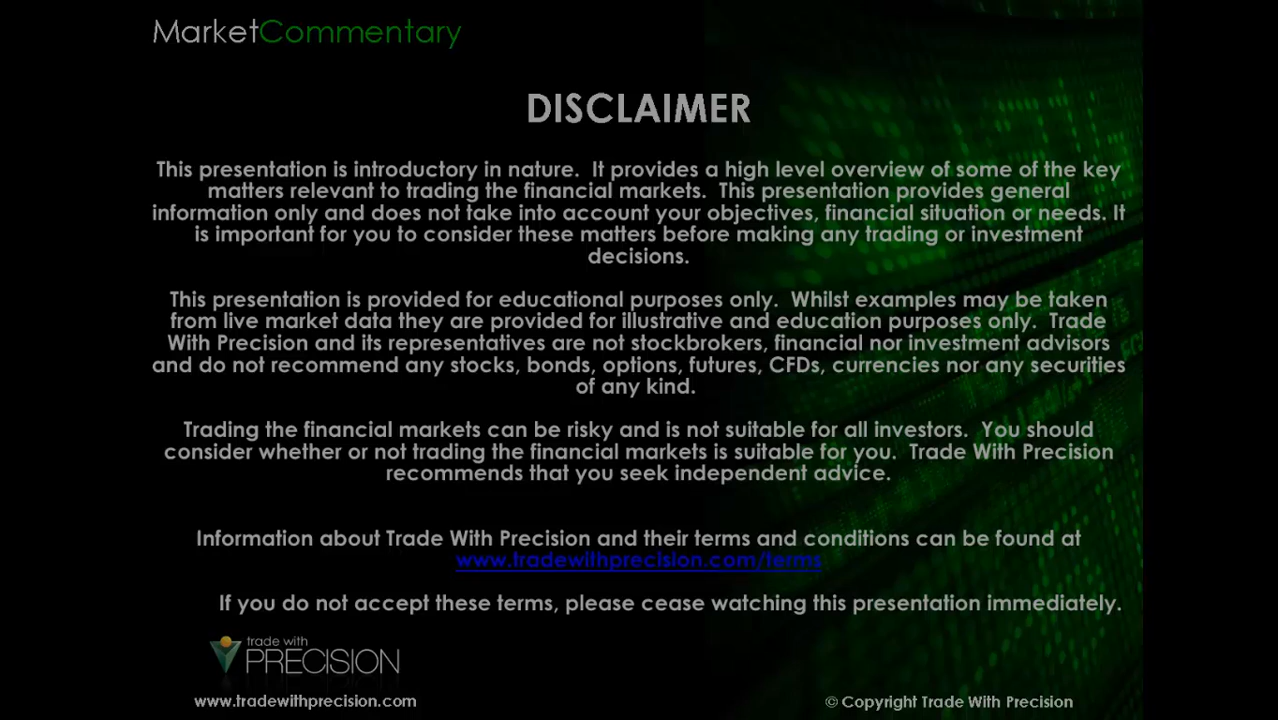 MarketCommentary
DISCLAIMER
This presentation is introductory in nature.  It provides a high level overview of some of the key
matters relevant to trading the financial markets.  This presentation provides general
information only and does not take into account your objectives, financial situation or needs. It
is important for you to consider these matters before making any trading or investment
decisions.
This presentation is provided for educational purposes only.  Whilst examples may be taken
from live market data they are provided for illustrative and education purposes only.  Trade
With Precision and its representatives are not stockbrokers, financial nor investment advisors
and do not recommend any stocks, bonds, options, futures, CFDs, currencies nor any securities
of any kind.
Trading the financial markets can be risky and is not suitable for all investors.  You should
consider whether or not trading the financial markets is suitable for you.  Trade With Precision
recommends that you seek independent advice.
Information about Trade With Precision and their terms and conditions can be found at
www.tradewithprecision.com/terms
If you do not accept these terms, please cease watching this presentation immediately.
trade with
PRECISION
www.tradewithprecision.com
© Copyright Trade With Precision